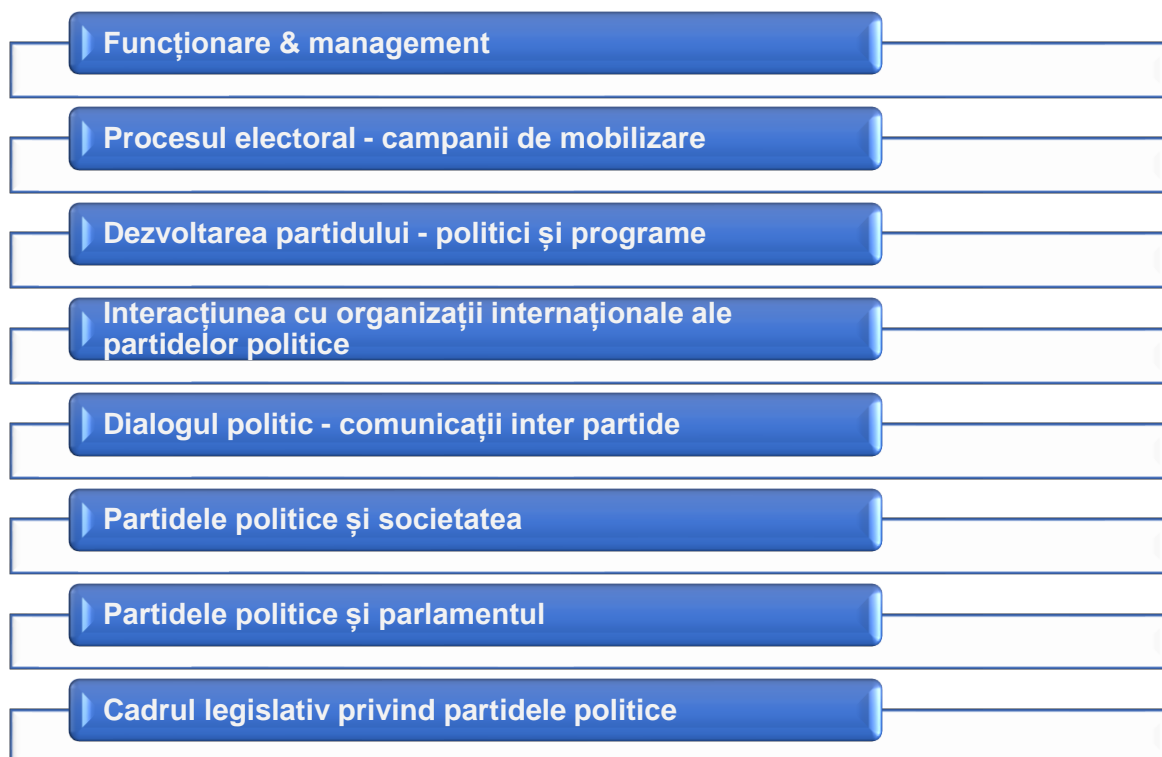 Funcționare & management
Procesul electoral - campanii de mobilizare
Dezvoltarea partidului - politici și programe
Interacțiunea cu organizații internaționale ale
partidelor politice
Dialogul politic - comunicații inter partide
Partidele politice și societatea
Partidele politice și parlamentul
Cadrul legislativ privind partidele politice